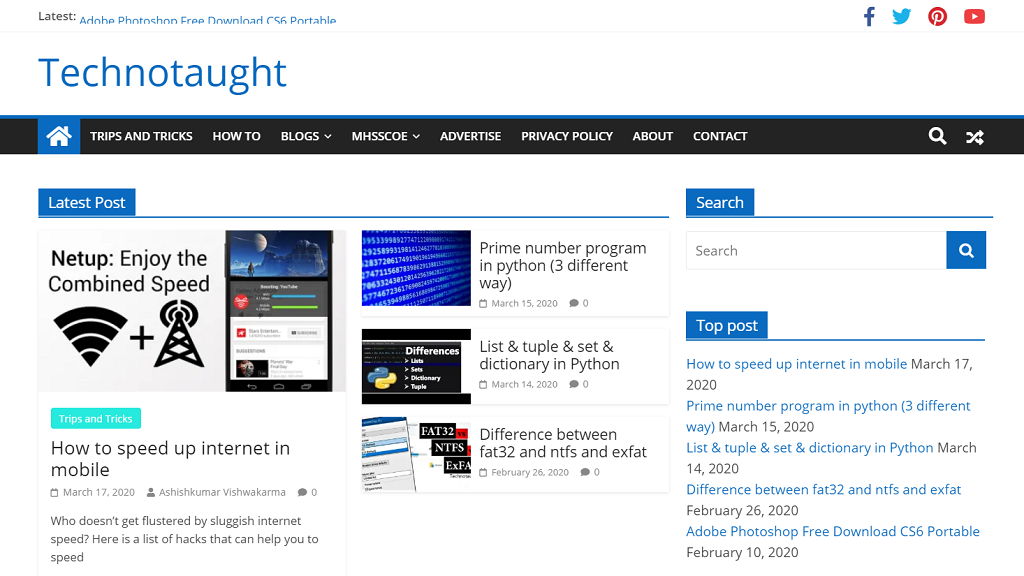 Latest: Adobe Photoshop Free Download CS6 Portable
Technotaught
TRIPS AND TRICKS HOW TO BLOGS MHSSCOE ADVERTISE PRIVACY POLICY ABOUT CONTACT
Latest Post
Netup: Enjoy the
Combined Speed
Trips and Tricks
How to speed up internet in
mobile
March 17, 2020 Ashishkumar Vishwakarma 0
Who doesn’t get flustered by sluggish internet
speed? Here is a list of hacks that can help you to
speed
Prime number program
in python (3 different
way)
March 15, 2020 0
Differences
Lists
Sets
Dictionary
Tuple
List & tuple & set &
dictionary in Python
March 14, 2020 0
FAT32
NTFS
ExFA
Difference between
fat32 and ntfs and exfat
February 26, 2020 0
Search
Search
Top post
How to speed up internet in mobile March 17,
2020
Prime number program in python (3 different
way) March 15, 2020
List & tuple & set & dictionary in Python March
14, 2020
Difference between fat32 and ntfs and exfat
February 26, 2020
Adobe Photoshop Free Download CS6 Portable
February 10, 2020